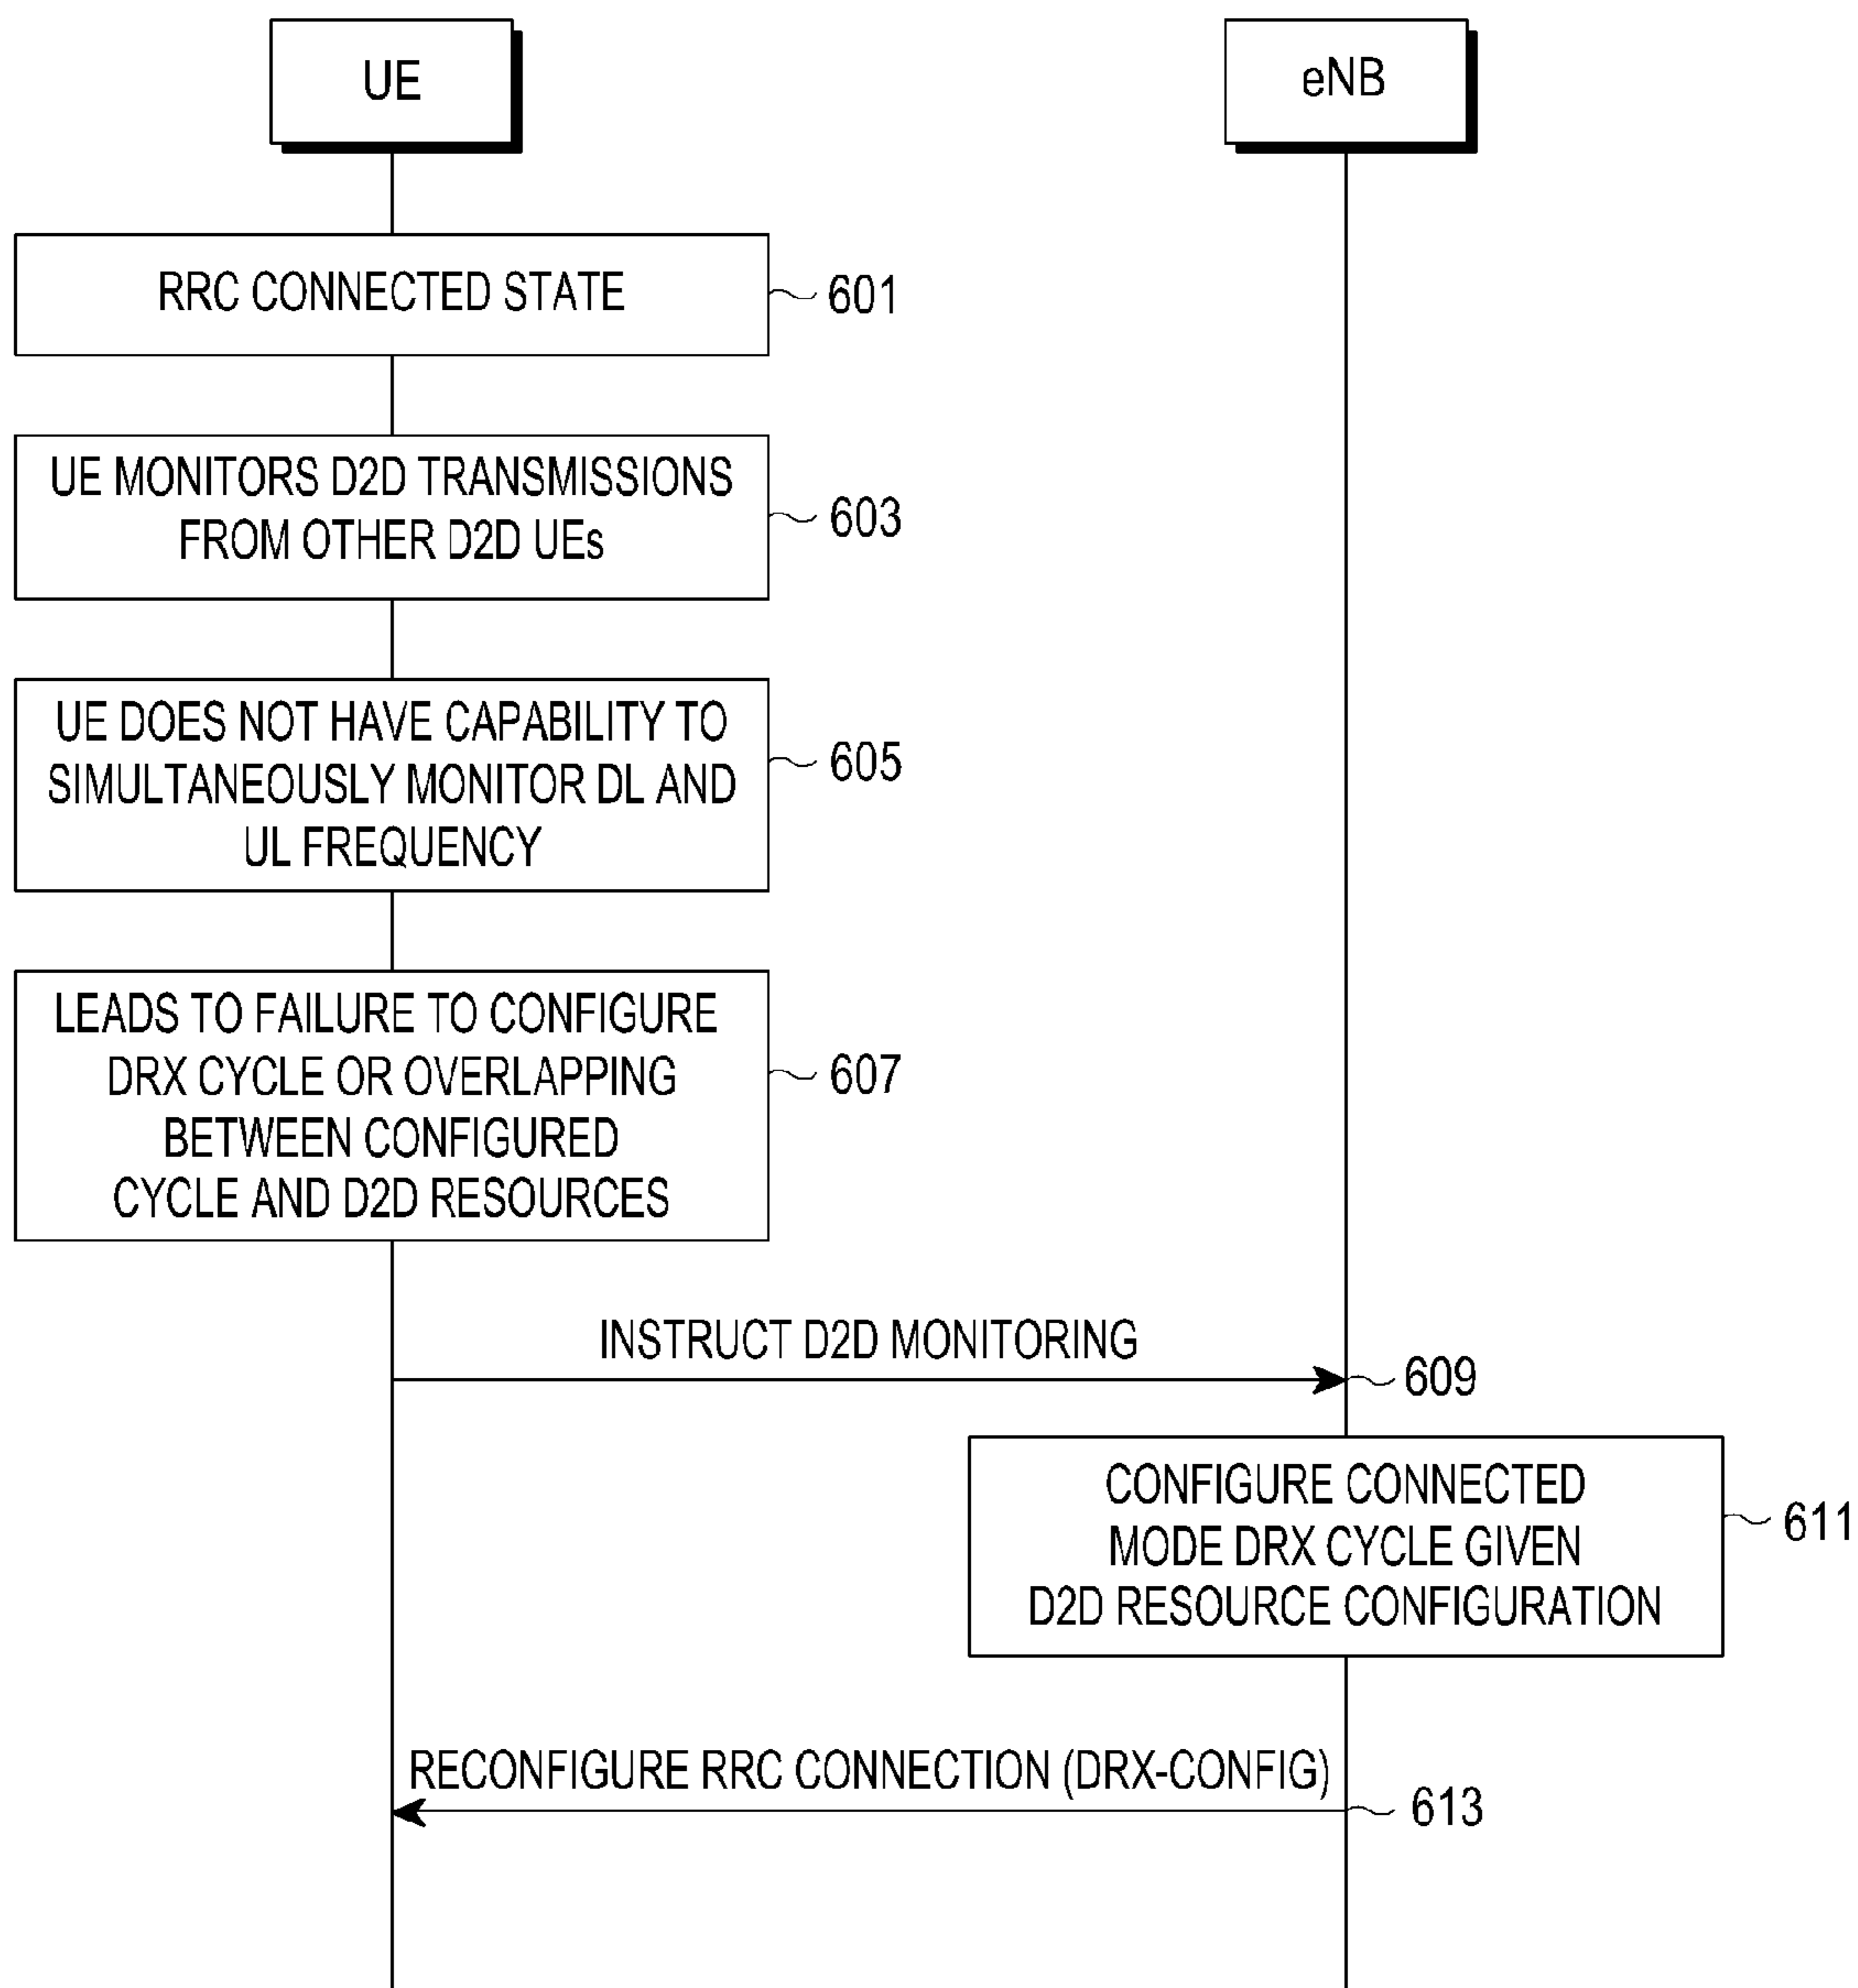 UE
eNB
RRC CONNECTED STATE
601
UE MONITORS D2D TRANSMISSIONS
FROM OTHER D2D UEs
603
UE DOES NOT HAVE CAPABILITY TO
SIMULTANEOUSLY MONITOR DL AND
UL FREQUENCY
605
LEADS TO FAILURE TO CONFIGURE
DRX CYCLE OR OVERLAPPING
BETWEEN CONFIGURED
CYCLE AND D2D RESOURCES
607
INSTRUCT D2D MONITORING
609
CONFIGURE CONNECTED
MODE DRX CYCLE GIVEN
D2D RESOURCE CONFIGURATION
611
RECONFIGURE RRC CONNECTION (DRX-CONFIG)
613